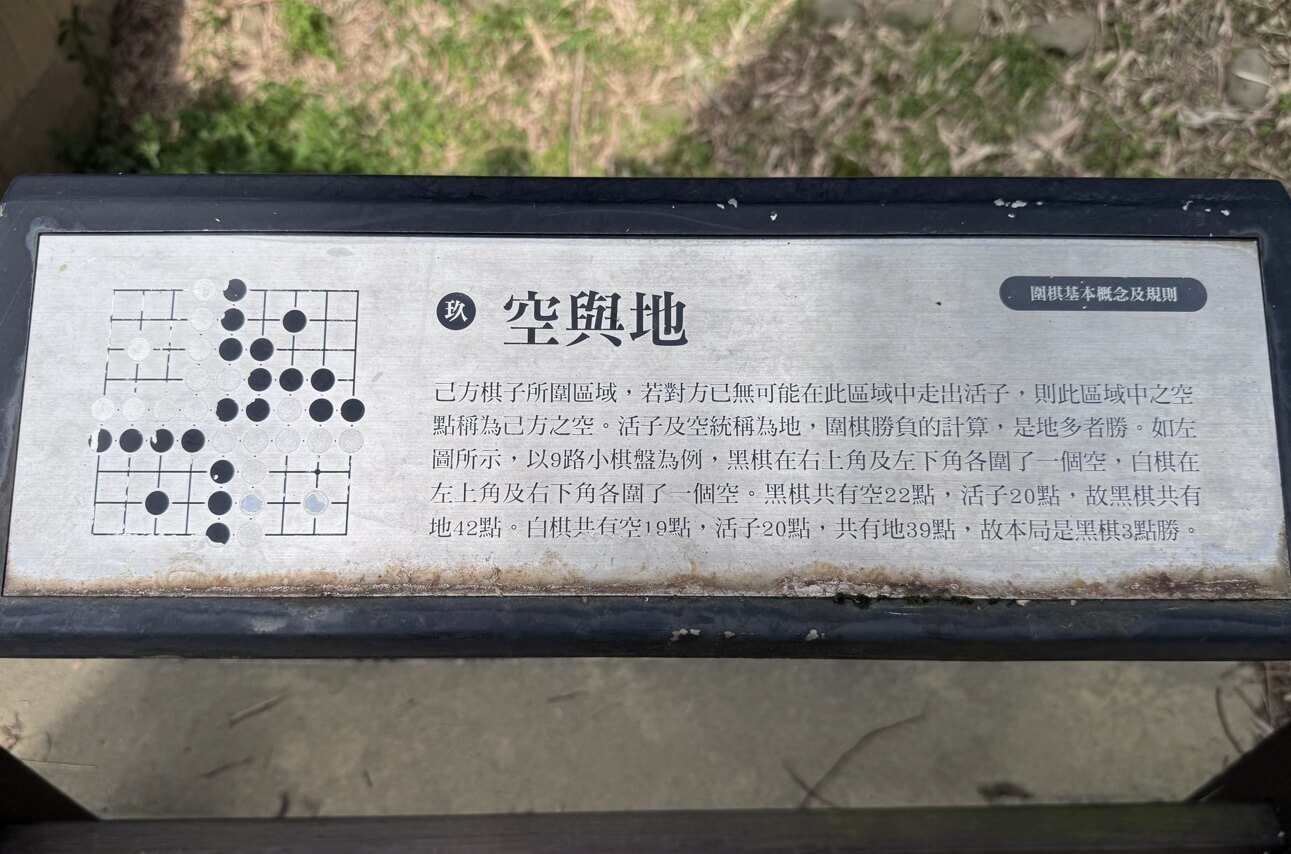 圍棋基本概念及規則
玖 空與地
己方棋子所圍區域，若對方已無可能在此區域中走出活子，則此區域中之空
點稱為己方之空。活子及空統稱為地，圍棋勝負的計算，是地多者勝。如左
圖所示，以9路小棋盤為例，黑棋在右上角及左下角各圍了一個空，白棋在
左上角及右下角各圍了一個空。黑棋共有空22點，活子20點，故黑棋共有
地42點。白棋共有空19點，活子20點，共有地39點，故本局是黑棋3點勝。